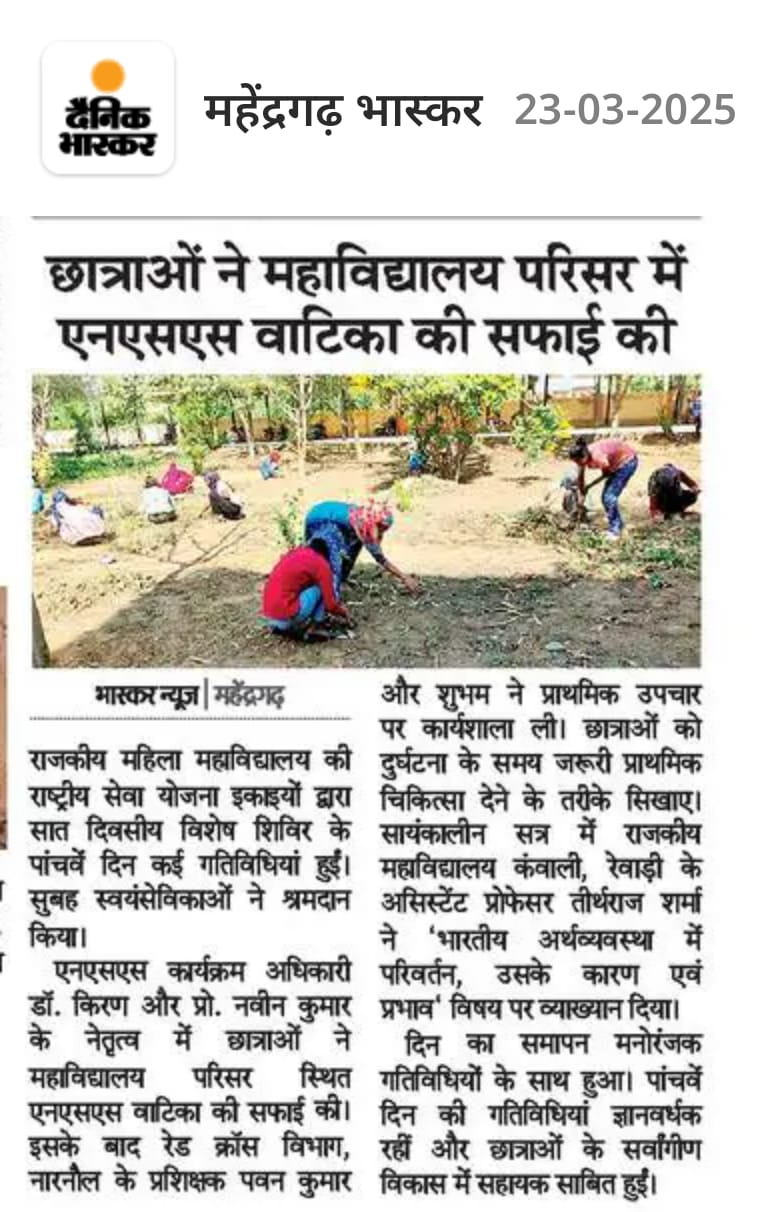 दैनिक
भास्कर
महेंद्रगढ़ भास्कर 23-03-2025
छात्राओं ने महाविद्यालय परिसर में
एनएसएस वाटिका की सफाई की
भास्कर न्यूज | महेंद्रगढ़
राजकीय महिला महाविद्यालय की
राष्ट्रीय सेवा योजना इकाइयों द्वारा
सात दिवसीय विशेष शिविर के
पांचवें दिन कई गतिविधियां हुईं।
सुबह स्वयंसेविकाओं ने श्रमदान
किया।
एनएसएस कार्यक्रम अधिकारी
डॉ. किरण और प्रो. नवीन कुमार
के नेतृत्व में छात्राओं ने
महाविद्यालय परिसर स्थित
एनएसएस वाटिका की सफाई की।
इसके बाद रेड क्रॉस विभाग,
नारनौल के प्रशिक्षक पवन कुमार
और शुभम ने प्राथमिक उपचार
पर कार्यशाला ली। छात्राओं को
दुर्घटना के समय जरूरी प्राथमिक
चिकित्सा देने के तरीके सिखाए।
सायंकालीन सत्र में राजकीय
महाविद्यालय कंवाली, रेवाड़ी के
असिस्टेंट प्रोफेसर तीर्थराज शर्मा
ने ‘भारतीय अर्थव्यवस्था में
परिवर्तन, उसके कारण एवं
प्रभाव‘ विषय पर व्याख्यान दिया।
दिन का समापन मनोरंजक
गतिविधियों के साथ हुआ। पांचवें
दिन की गतिविधियां ज्ञानवर्धक
रहीं और छात्राओं के सर्वांगीण
विकास में सहायक साबित हुईं।